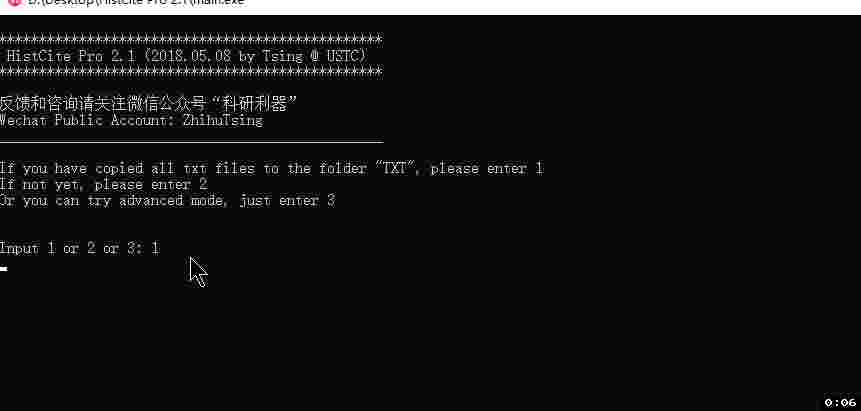 D:\Desktop\HistCite Pro 2.1\main.exe
************************************************
HistCite Pro 2.1 (2018.05.08 by Tsing @ USTC)
************************************************
反馈和咨询请关注微信公众号“科研利器”
Wechat Public Account: ZhihuTsing
If you have copied all txt files to the folder "TXT", please enter 1
If not yet, please enter 2
Or you can try advanced mode, just enter 3
Input 1 or 2 or 3: 1
0:06